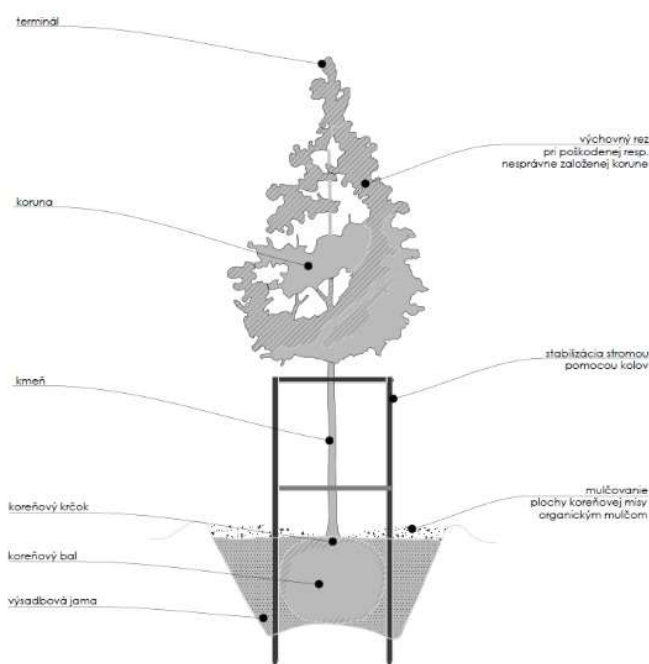 terminál
výchovný rez
pri poškodenej resp.
nesprávne založenej korune
koruna
stabilizácia stromou
pomocou kolov
kmeň
mulčovanie
plochy koreňovej misy
organickým mulčom
koreňový krčok
koreňový bal
výsadbová jama